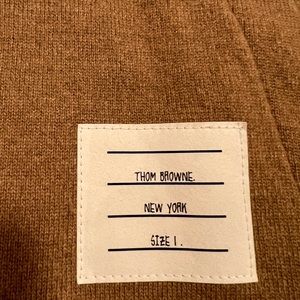 THOM BROWNE.
NEW YORK
SIZE 1.